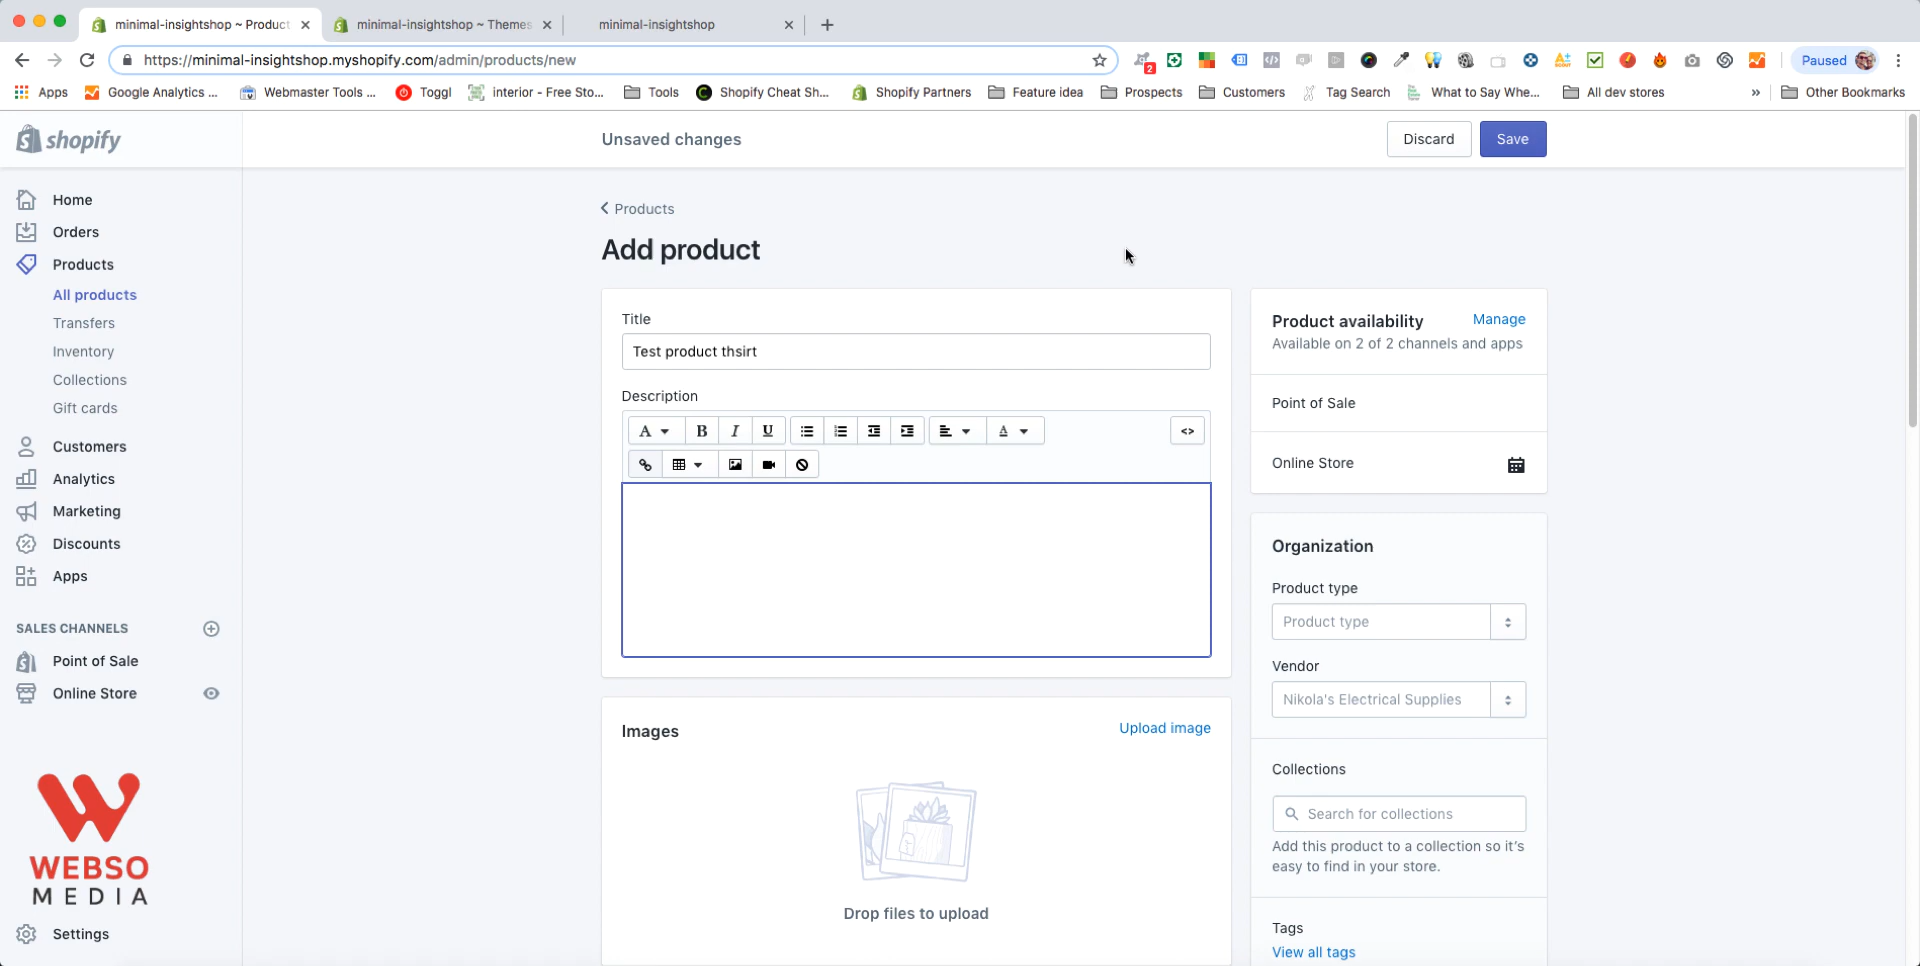 minimal-insightshop ~ Product
minimal-insightshop ~ Themes
minimal-insightshop
https://minimal-insightshop.myshopify.com/admin/products/new
2
Paused
Apps
Google Analytics ...
Webmaster Tools ...
Toggl
interior - Free Sto...
Tools
Shopify Cheat Sh...
Shopify Partners
Feature idea
Prospects
Customers
Tag Search
What to Say Whe...
All dev stores
»
Other Bookmarks
shopify
Unsaved changes
Discard
Save
Home
Orders
Products
All products
Transfers
Inventory
Collections
Gift cards
Customers
Analytics
Marketing
Discounts
Apps
SALES CHANNELS
Point of Sale
Online Store
WEBSO
MEDIA
Settings
Products
Add product
Title
Test product thsirt
Description
A B I U A <>
Images
Upload image
Drop files to upload
Product availability
Manage
Available on 2 of 2 channels and apps
Point of Sale
Online Store
Organization
Product type
Product type
Vendor
Nikola's Electrical Supplies
Collections
Search for collections
Add this product to a collection so it's
easy to find in your store.
Tags
View all tags